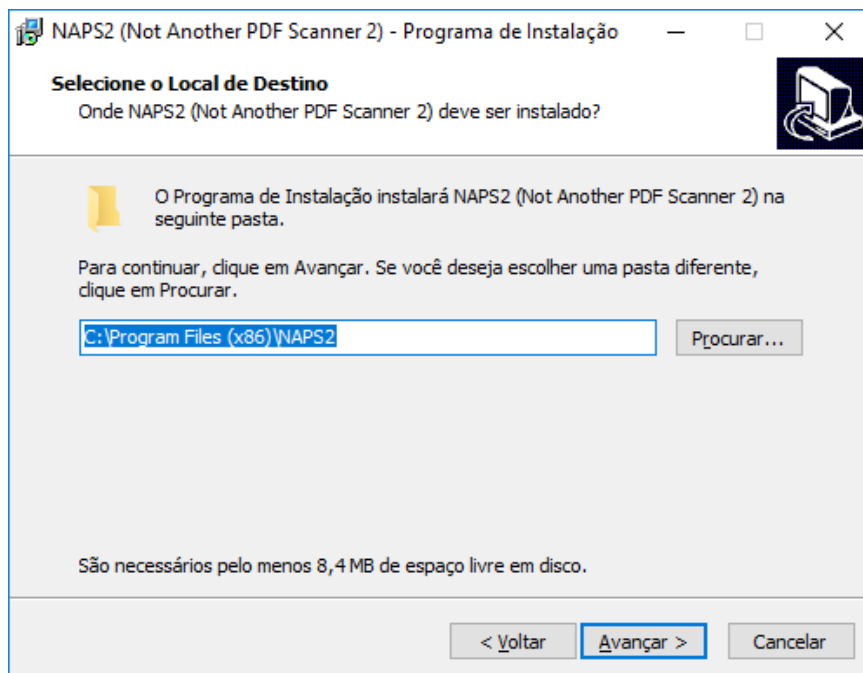 NAPS2 (Not Another PDF Scanner 2) - Programa de Instalação
Selecione o Local de Destino
Onde NAPS2 (Not Another PDF Scanner 2) deve ser instalado?
O Programa de Instalação instalará NAPS2 (Not Another PDF Scanner 2) na
seguinte pasta.
Para continuar, clique em Avançar. Se você deseja escolher uma pasta diferente,
clique em Procurar.
C:\Program Files (x86)\NAPS2
Procurar...
São necessários pelo menos 8,4 MB de espaço livre em disco.
< Voltar
Avançar >
Cancelar